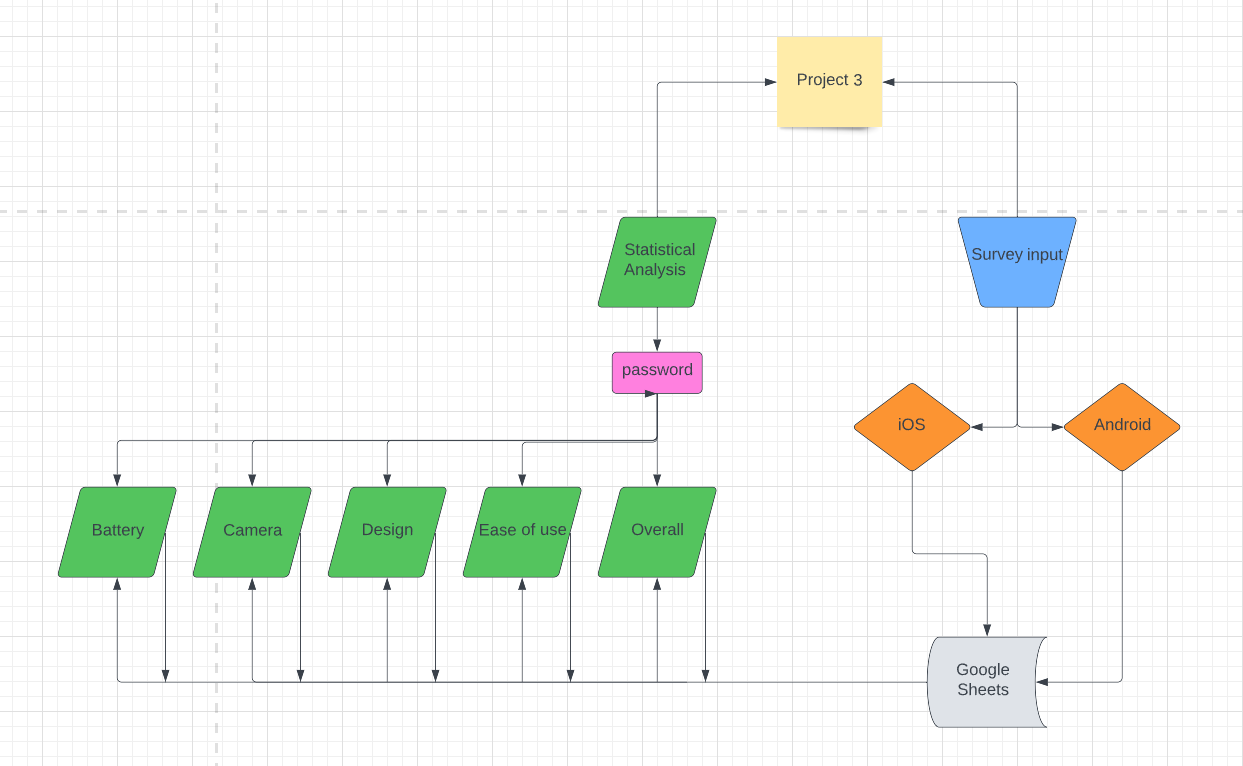 Project 3
Statistical
Analysis
Survey input
password
iOS
Android
Battery
Camera
Design
Ease of use
Overall
Google
Sheets